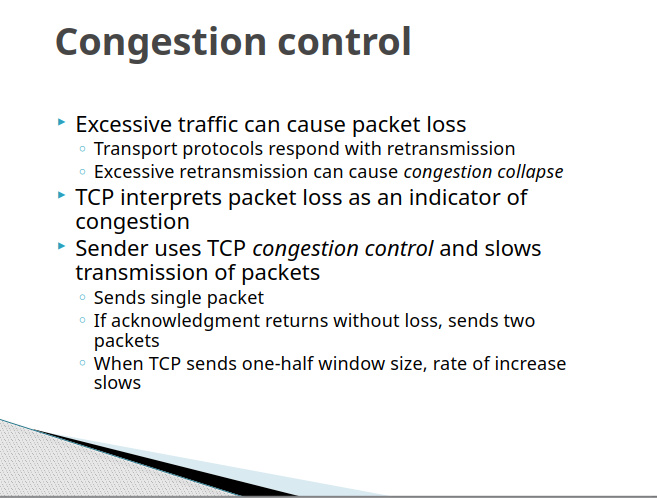 Congestion control
Excessive traffic can cause packet loss
Transport protocols respond with retransmission
Excessive retransmission can cause congestion collapse
TCP interprets packet loss as an indicator of
congestion
Sender uses TCP congestion control and slows
transmission of packets
Sends single packet
If acknowledgment returns without loss, sends two
packets
When TCP sends one-half window size, rate of increase
slows